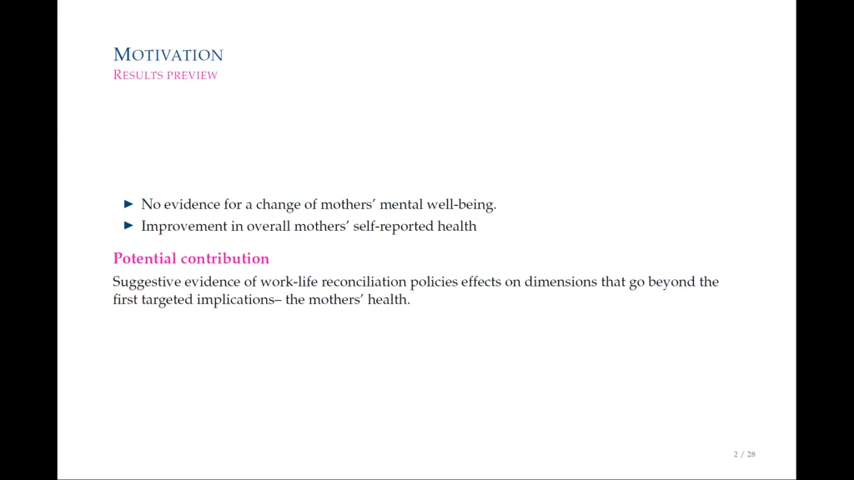 MOTIVATION
RESULTS PREVIEW
► No evidence for a change of mothers' mental well-being.
► Improvement in overall mothers' self-reported health
Potential contribution
Suggestive evidence of work-life reconciliation policies effects on dimensions that go beyond the
first targeted implications– the mothers' health.
2 / 28